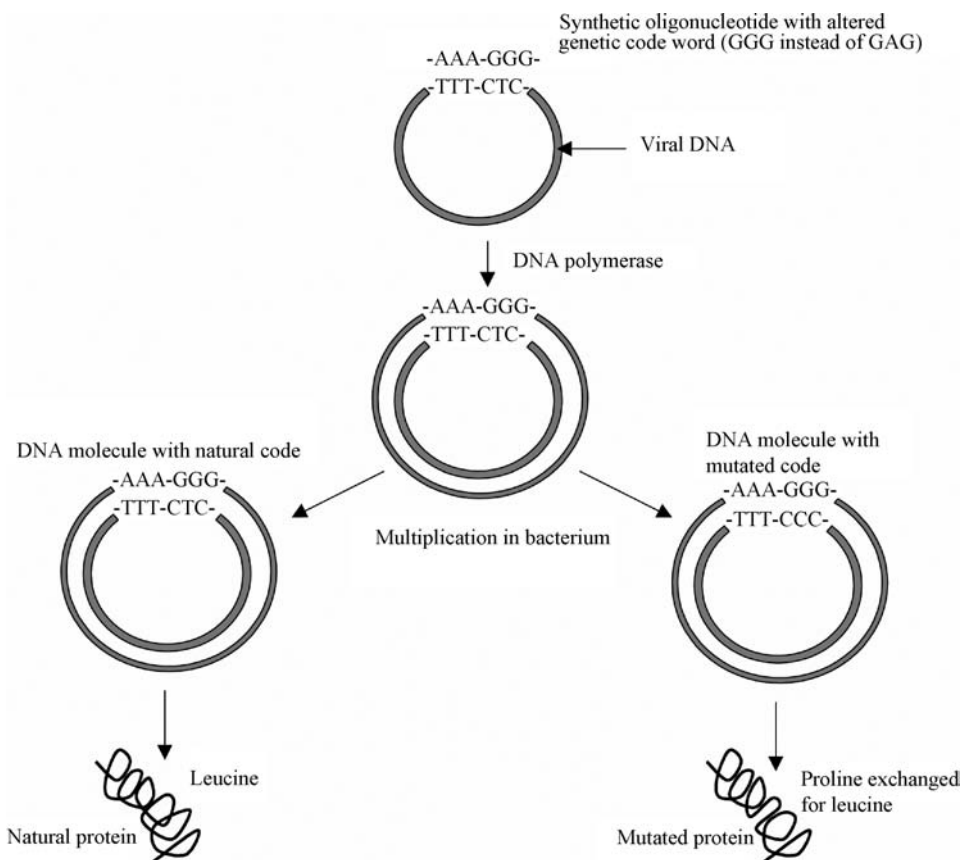 Synthetic oligonucleotide with altered
genetic code word (GGG instead of GAG)
-AAA-GGG-
-TTT-CTC-
Viral DNA
DNA polymerase
-AAA-GGG-
-TTT-CTC-
DNA molecule with natural code
-AAA-GGG-
-TTT-CTC-
DNA molecule with
mutated code
-AAA-GGG-
-TTT-CCC-
Multiplication in bacterium
Leucine
Natural protein
Proline exchanged
for leucine
Mutated protein